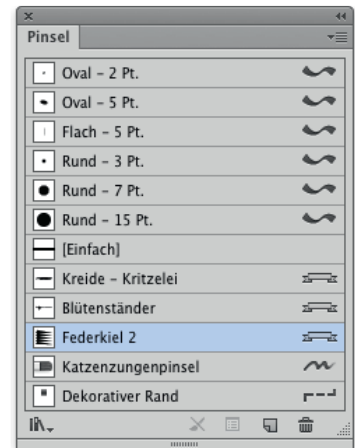 Pinsel
Oval – 2 Pt.
Oval – 5 Pt.
Flach – 5 Pt.
Rund – 3 Pt.
Rund – 7 Pt.
Rund – 15 Pt.
[Einfach]
Kreide – Kritzelei
Blütenständer
Federkiel 2
Katzenzungenpinsel
Dekorativer Rand